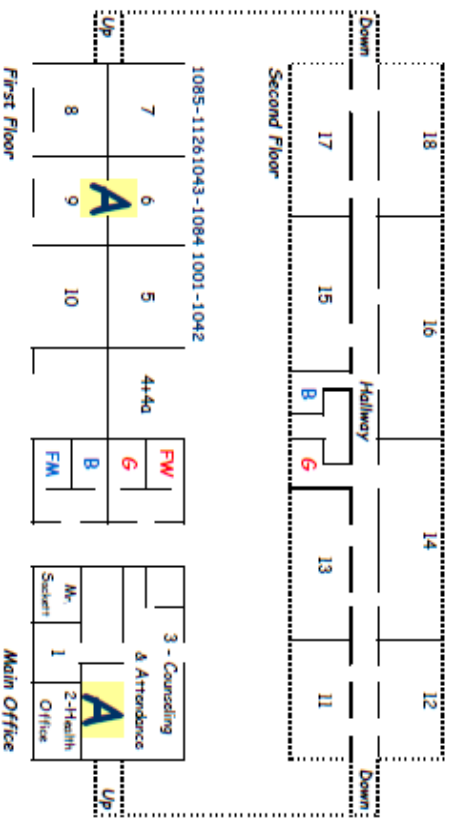 18 16 14 12
Down Hallway Down
17 15 13 11
B G
Second Floor
1085-11261043-1084 1001-1042
FW 3 - Counseling
7 6 5 4+4a G & Attendance
Up A A Up
B
8 9 10 FM Mr. 1 2-Health
Sackett Office
First Floor Main Office